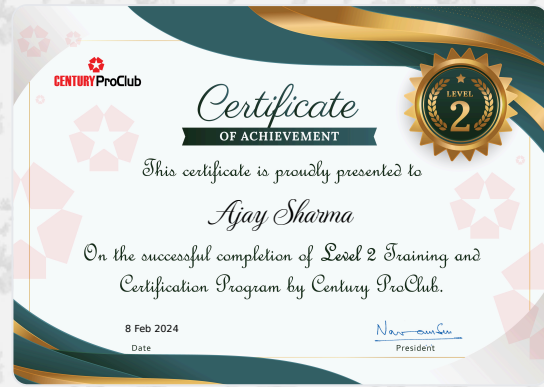 CENTURY ProClub
Certificate
OF ACHIEVEMENT
LEVEL
2
This certificate is proudly presented to
Ajay Sharma
On the successful completion of Level 2 Training and
Certification Program by Century ProClub.
8 Feb 2024
Date
President